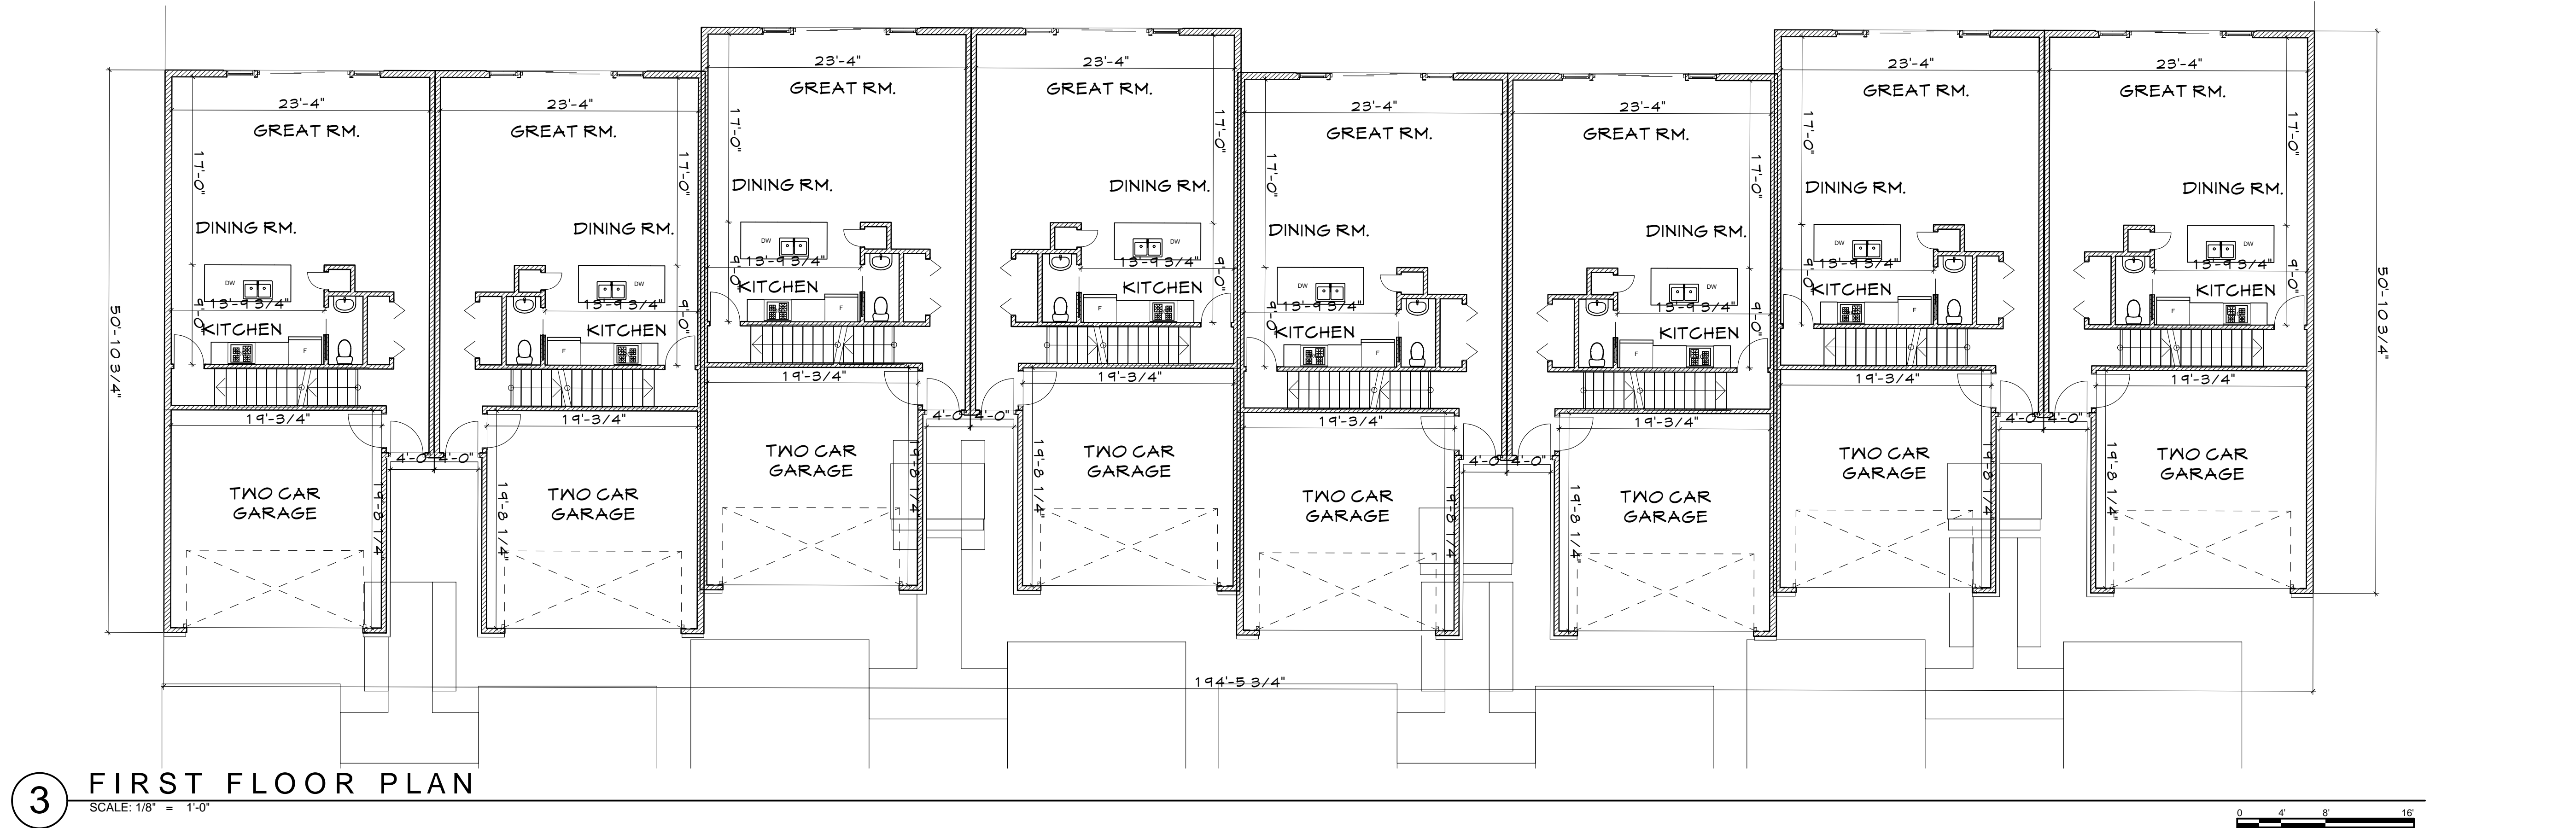 23'-4"
GREAT RM.
17'-0"
DINING RM.
DW
13'-9 3/4"
9'-0"
KITCHEN
F
19'-3/4"
4'-0"
TWO CAR
GARAGE
19'-8 1/4"
23'-4"
GREAT RM.
17'-0"
DINING RM.
DW
13'-9 3/4"
9'-0"
KITCHEN
F
19'-3/4"
4'-0"
TWO CAR
GARAGE
19'-8 1/4"
23'-4"
GREAT RM.
17'-0"
DINING RM.
DW
13'-9 3/4"
9'-0"
KITCHEN
F
19'-3/4"
4'-0"
TWO CAR
GARAGE
19'-8 1/4"
23'-4"
GREAT RM.
17'-0"
DINING RM.
DW
13'-9 3/4"
9'-0"
KITCHEN
F
19'-3/4"
4'-0"
TWO CAR
GARAGE
19'-8 1/4"
23'-4"
GREAT RM.
17'-0"
DINING RM.
DW
13'-9 3/4"
9'-0"
KITCHEN
F
19'-3/4"
4'-0"
TWO CAR
GARAGE
19'-8 1/4"
23'-4"
GREAT RM.
17'-0"
DINING RM.
DW
13'-9 3/4"
9'-0"
KITCHEN
F
19'-3/4"
4'-0"
TWO CAR
GARAGE
19'-8 1/4"
23'-4"
GREAT RM.
17'-0"
DINING RM.
DW
13'-9 3/4"
9'-0"
KITCHEN
F
19'-3/4"
4'-0"
TWO CAR
GARAGE
19'-8 1/4"
23'-4"
GREAT RM.
17'-0"
DINING RM.
DW
13'-9 3/4"
9'-0"
KITCHEN
F
19'-3/4"
4'-0"
TWO CAR
GARAGE
19'-8 1/4"
50'-10 3/4"
50'-10 3/4"
194'-5 3/4"
3 FIRST FLOOR PLAN
SCALE: 1/8" = 1'-0"
0 4' 8' 16'